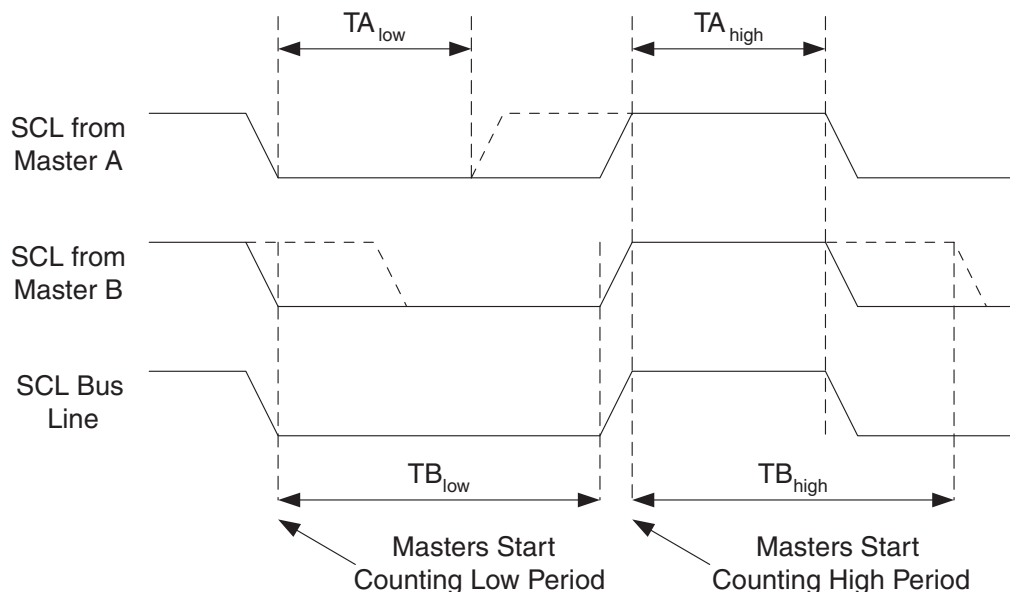 TA low
TA high
SCL from
Master A
SCL from
Master B
SCL Bus
Line
TB low
TB high
Masters Start
Counting Low Period
Masters Start
Counting High Period